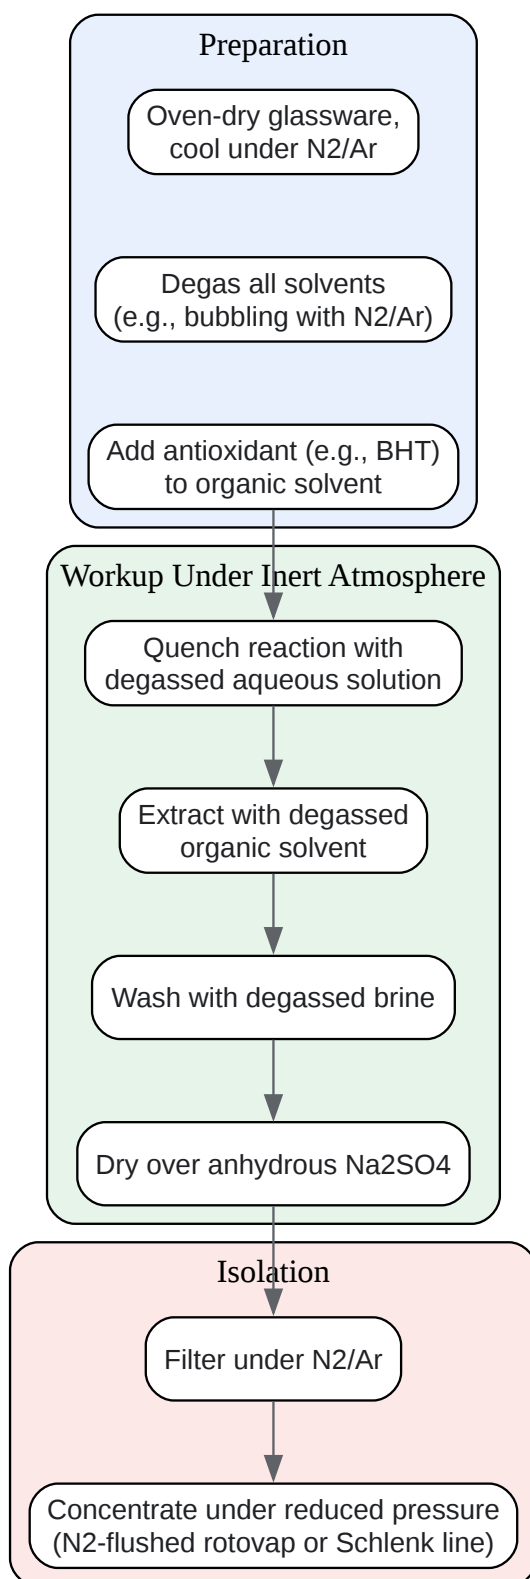 Preparation
Oven-dry glassware,
cool under N2/Ar
Degas all solvents
(e.g., bubbling with N2/Ar)
Add antioxidant (e.g., BHT)
to organic solvent
Workup Under Inert Atmosphere
Quench reaction with
degassed aqueous solution
Extract with degassed
organic solvent
Wash with degassed brine
Dry over anhydrous Na2SO4
Isolation
Filter under N2/Ar
Concentrate under reduced pressure
(N2-flushed rotovap or Schlenk line)